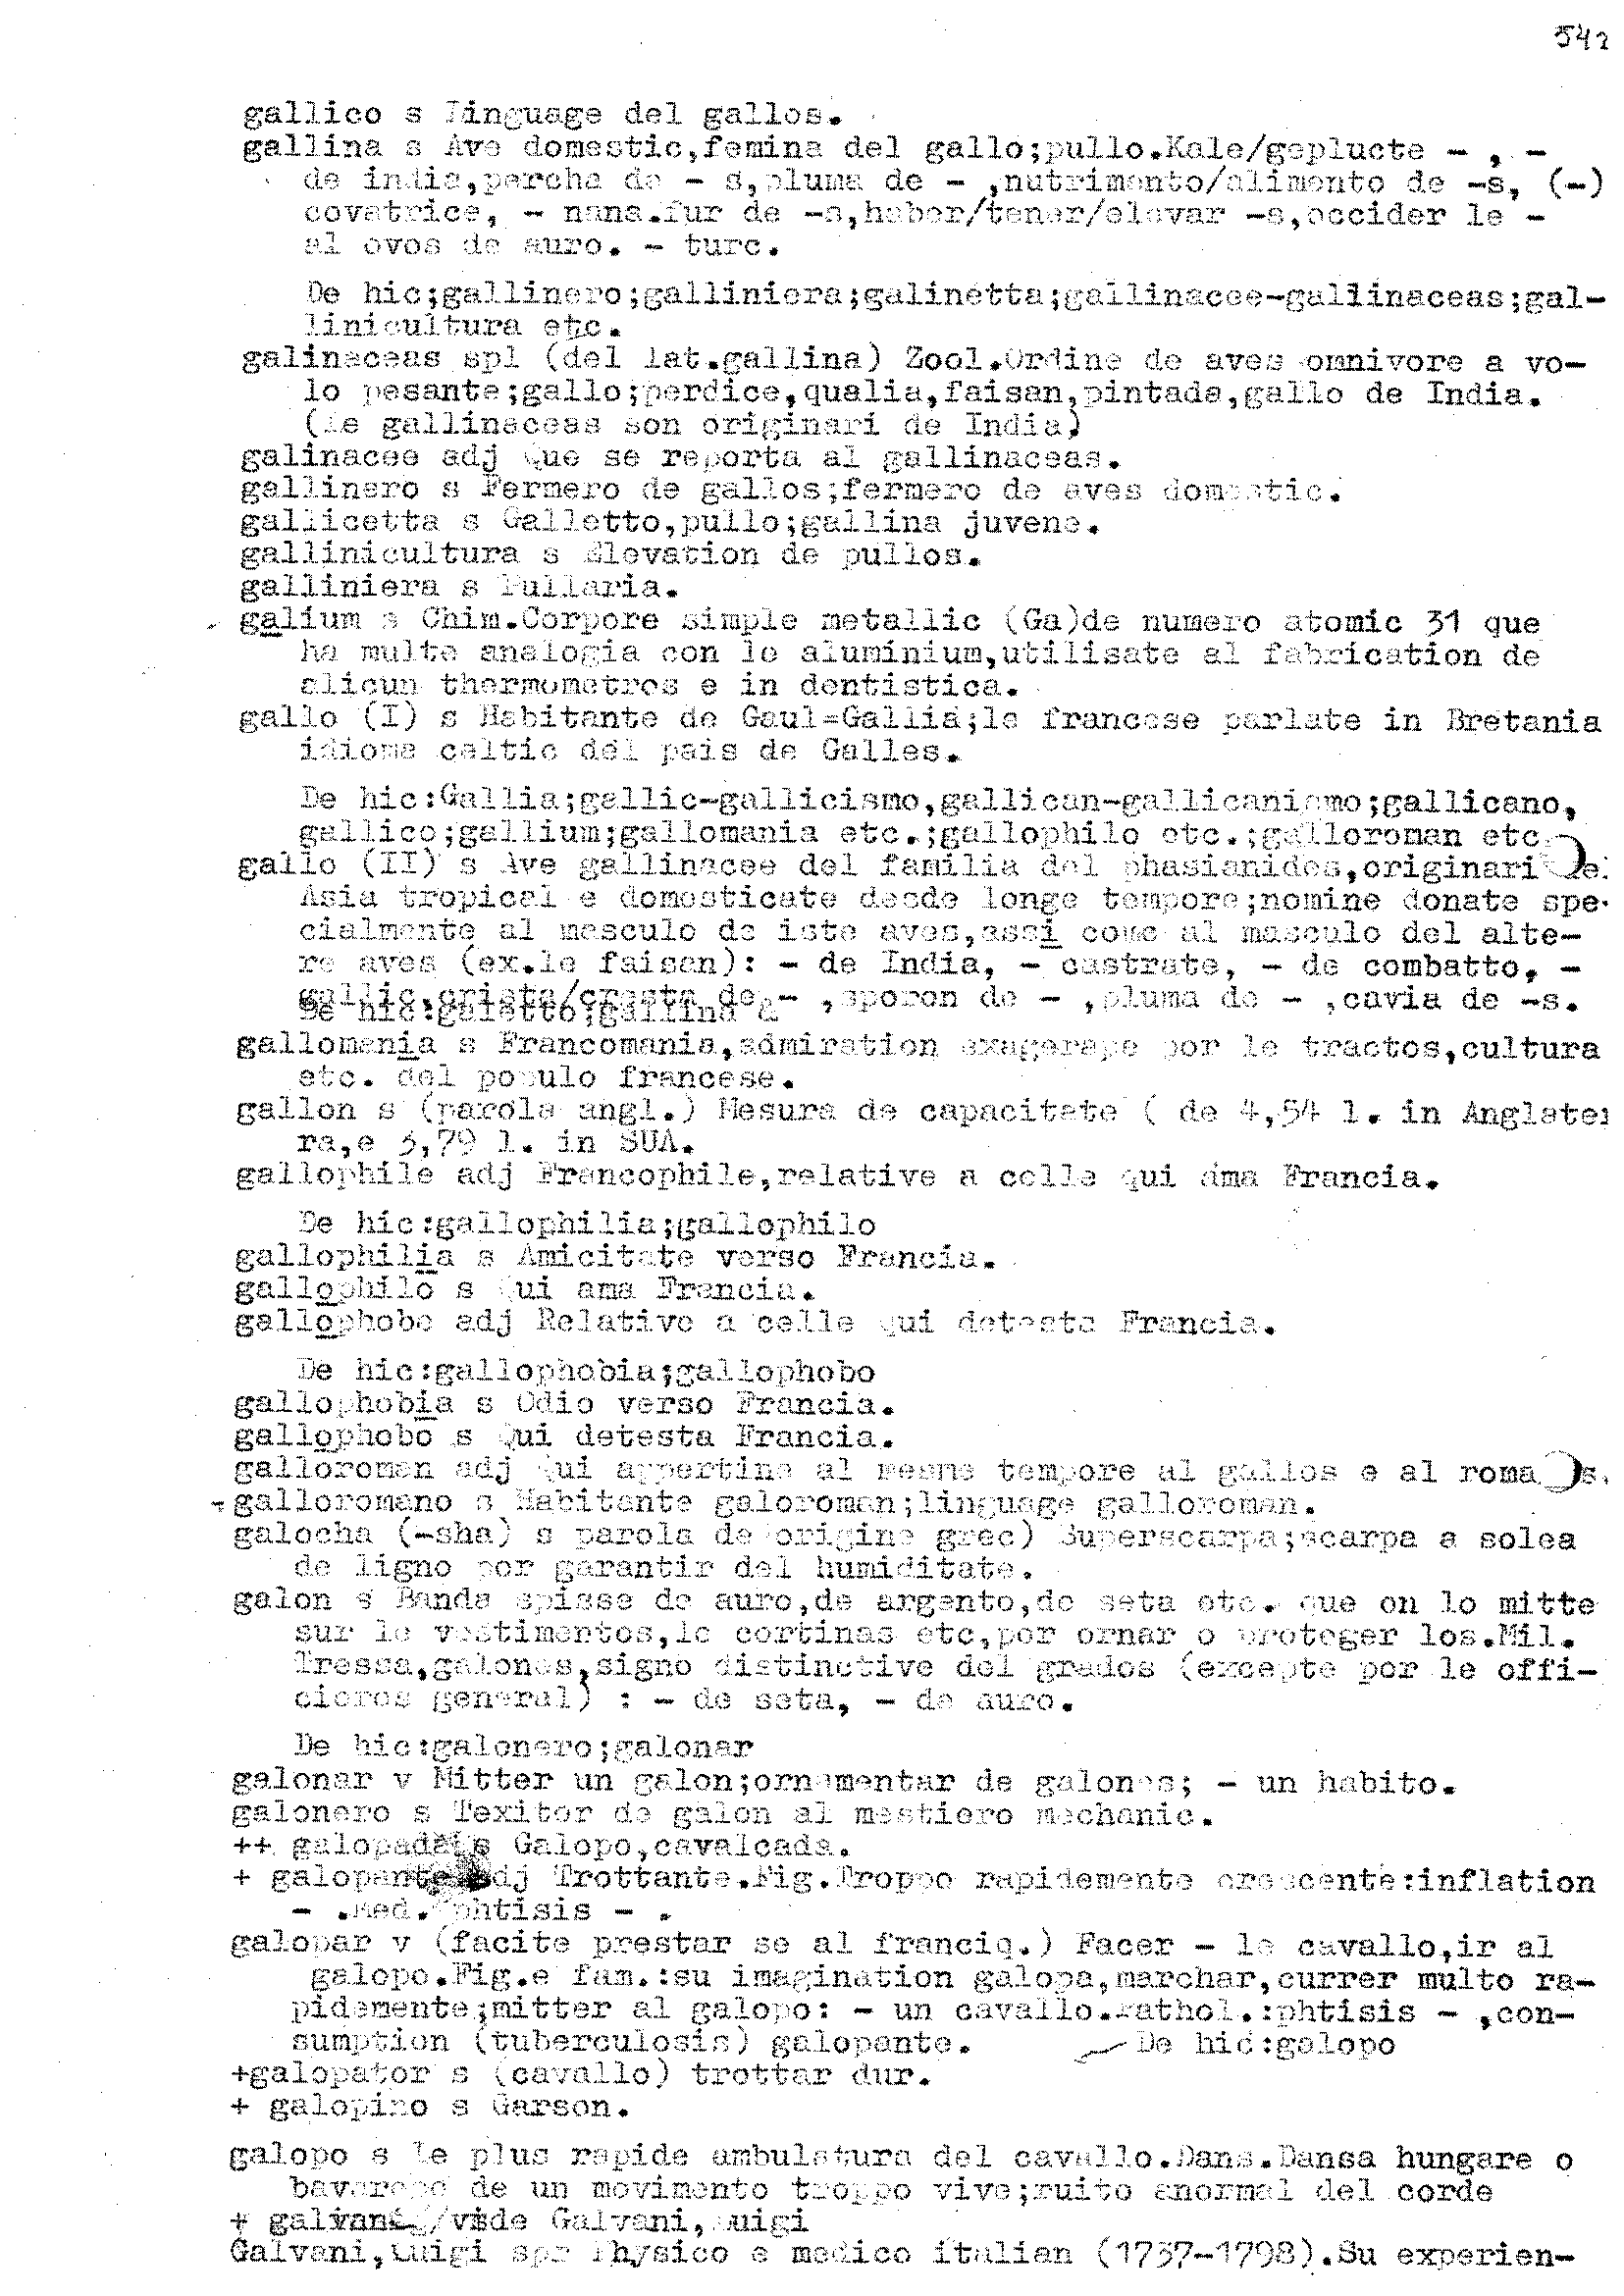 542
gallico s Linguage del gallos.
gallina s Ave domestic,femina del gallo;pullo.Kale/geplucte - , -
de india,percha de - s,pluma de - ,nutrimento/alimento de -s, (-)
covatrice, - nana.fur de -s,haber/tener/elevar -s,occider le -
al ovos de auro. - turc.
De hic;gallinero;galliniera;galinetta;gallinacee-gallinaceas;gal-
linicultura etc.
galinaceas spl (del lat.gallina) Zool.Ordine de aves omnivore a vo-
lo pesante;gallo;perdice,qualia,faisan,pintada,gallo de India.
(le gallinaceas son originari de India)
galinacee adj Que se reporta al gallinaceas.
gallinero s Fermero de gallos;fermero de aves domestic.
gallicetta s Galletto,pullo;gallina juvene.
gallinicultura s Elevation de pullos.
galliniera s Pullaria.
galium s Chim.Corpore simple metallic (Ga)de numero atomic 31 que
ha multe analogia con le aluminium,utilisate al fabrication de
alicun thermometros e in dentistica.
gallo (I) s Habitante de Gaul=Gallia;le francese parlate in Bretania
idioma celtic del pais de Galles.
De hic:Gallia;gallic-gallicismo,gallican-gallicanismo;gallicano,
gallico;gallium;gallomania etc.;gallophilo etc.;galloroman etc.
gallo (II) s Ave gallinacee del familia del phasianides,originari
Asia tropical e domesticate desde longe tempore;nomine donate spe-
cialmente al masculo de iste aves,assi como al masculo del alte-
re aves (ex.le faisan): - de India, - castrate, - de combatto, -
gallic,crista/cresta de - ,sporon de - ,pluma de - ,cavia de -s.
De hic:galetto;gallina
gallomania s Francomania,admiration exagerape por le tractos,cultura
etc. del populo francese.
gallon s (parola angl.) Mesura de capacitate ( de 4,54 l. in Anglater
ra,e 3,79 l. in SUA.
gallophile adj Francophile,relative a celle qui ama Francia.
De hic:gallophilia;gallophilo
gallophilia s Amicitate verso Francia.
gallophilo s Qui ama Francia.
gallophobe adj Relative a celle qui detesta Francia.
De hic:gallophobia;gallophobo
gallophobia s Odio verso Francia.
gallophobo s Qui detesta Francia.
galloroman adj Qui appertine al mesme tempore al gallos e al roma s.
galloromano s Habitante galoroman;linguage galloroman.
galocha (-sha) s parola de origine grec) Superscarpa;scarpa a solea
de ligno por garantir del humiditate.
galon s Banda spisse de auro,de argento,de seta etc. que on lo mitte
sur le vestimentos,le cortinas etc,por ornar o proteger los.Mil.
Tressa,galones,signo distinctive del grados (excepte por le offi-
cieros general) : - de seta, - de auro.
De hic:galonero;galonar
galonar v Mitter un galon;ornamentar de galones; - un habito.
galonero s Texitor de galon al mestiero mechanic.
++ galopada s Galopo,cavalcada.
+ galopante adj Trottante.Fig.Troppo rapidemente crescente:inflation
- .Med. phtisis - .
galopar v (facite prestar se al franciq.) Facer - le cavallo,ir al
galopo.Fig.e fam.:su imagination galopa,marchar,currer multo ra-
pidemente;mitter al galopo: - un cavallo.Pathol.:phtisis - ,con-
sumption (tuberculosis) galopante. De hic:galopo
+galopator s (cavallo) trottar dur.
+ galopino s Garson.
galopo s le plus rapide ambulatura del cavallo.Dans.Dansa hungare o
bavarese de un movimento troppo vive;ruito anormal del corde
+ galvani /vide Galvani,Luigi
Galvani,Luigi spr Physico e medico italian (1737-1798).Su experien-